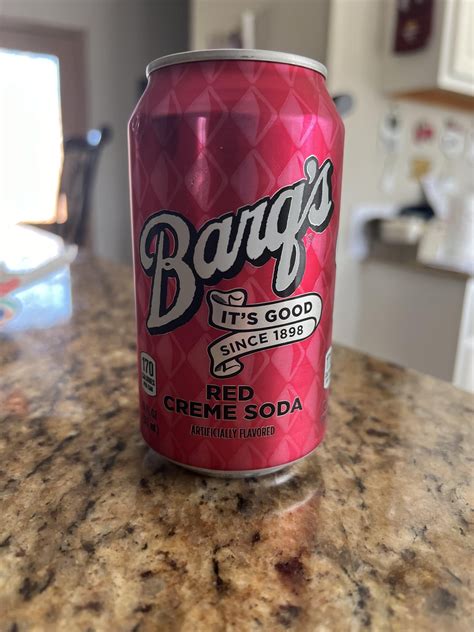 Barq's
IT'S GOOD
SINCE 1898
170
RED
CREME SODA
ARTIFICIALLY FLAVORED